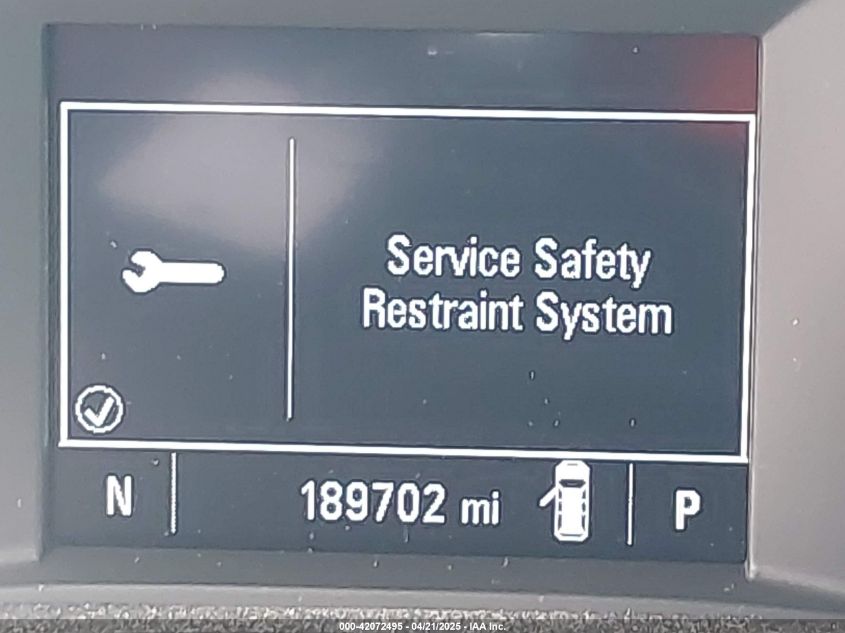 Service Safety
Restraint System
N
189702 mi
P
000-42072495 - 04/21/2025 - IAA Inc.